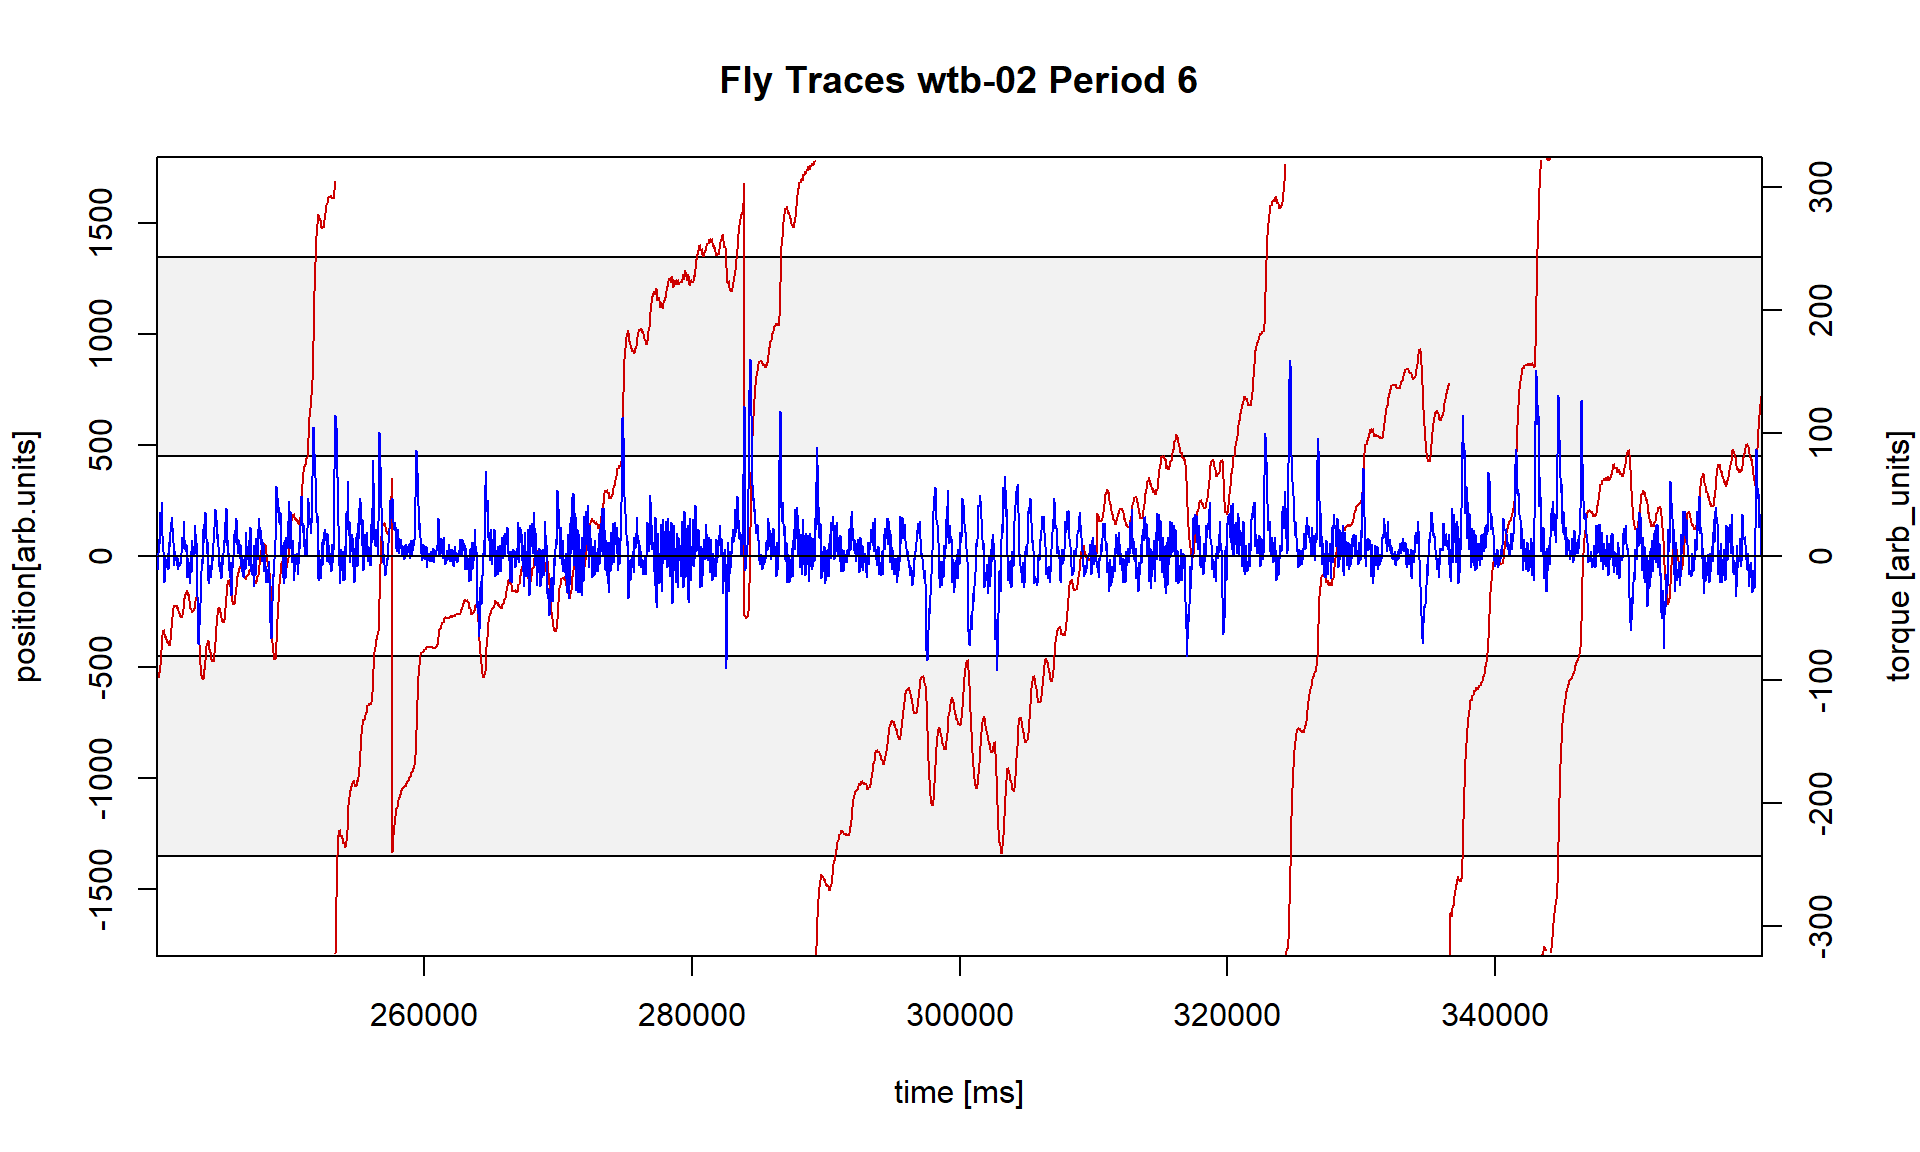 Fly Traces wtb-02 Period 6
position[arb.units]
1500
1000
500
0
-500
-1000
-1500
300
200
100
0
-100
-200
-300
torque [arb_units]
260000 280000 300000 320000 340000
time [ms]